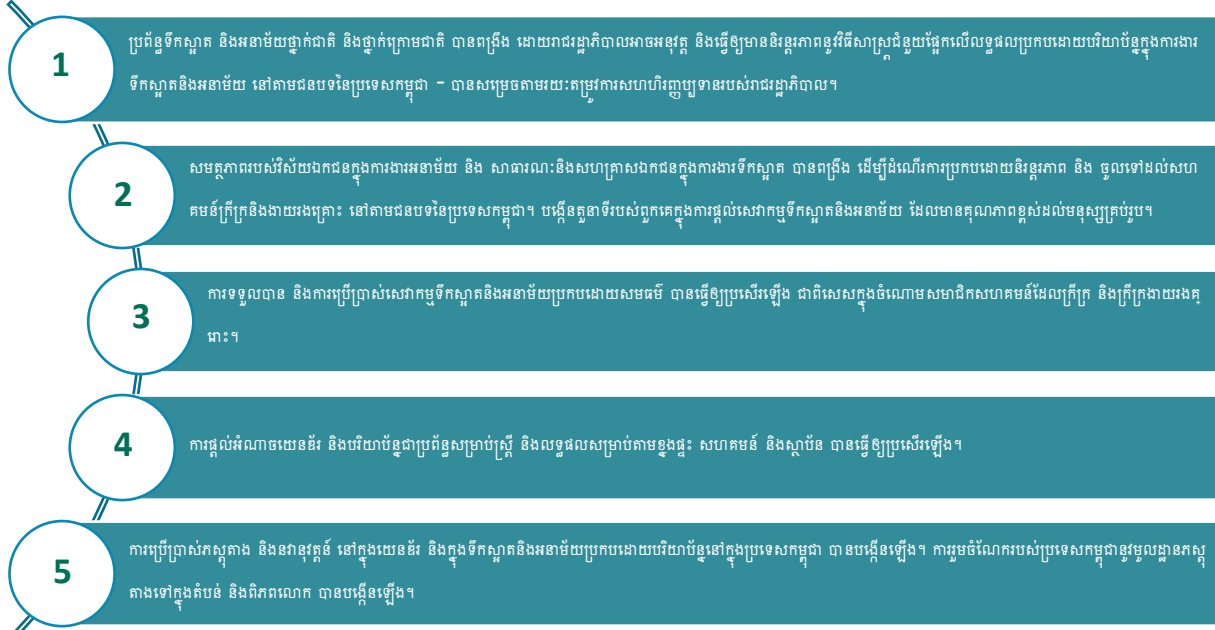 1
ប្រព័ន្ធទឹកស្អាត និងអនាម័យថ្នាក់ជាតិ និងថ្នាក់ក្រោមជាតិ បានពង្រឹង ដោយរាជរដ្ឋាភិបាលអាចអនុវត្ត និងធ្វើឲ្យមាននិរន្តរភាពនូវវិធីសាស្រ្តជំនួយផ្អែកលើលទ្ធផលប្រកបដោយបរិយាប័ន្នក្នុងការងារ
ទឹកស្អាតនិងអនាម័យ នៅតាមជនបទនៃប្រទេសកម្ពុជា – បានសម្រេចតាមរយៈតម្រូវការសហហិរញ្ញប្បទានរបស់រាជរដ្ឋាភិបាល។
2
សមត្ថភាពរបស់វិស័យឯកជនក្នុងការងារអនាម័យ និង សាធារណៈនិងសហគ្រាសឯកជនក្នុងការងារទឹកស្អាត បានពង្រឹង ដើម្បីដំណើរការប្រកបដោយនិរន្តរភាព និង ចូលទៅដល់សហ
គមន៍ក្រីក្រនិងងាយរងគ្រោះ នៅតាមជនបទនៃប្រទេសកម្ពុជា។ បង្កើនតួនាទីរបស់ពួកគេក្នុងការផ្តល់សេវាកម្មទឹកស្អាតនិងអនាម័យ ដែលមានគុណភាពខ្ពស់ដល់មនុស្សគ្រប់រូប។
3
ការទទួលបាន និងការប្រើប្រាស់សេវាកម្មទឹកស្អាតនិងអនាម័យប្រកបដោយសមធម៌ បានធ្វើឲ្យប្រសើរឡើង ជាពិសេសក្នុងចំណោមសមាជិកសហគមន៍ដែលក្រីក្រ និងក្រីក្រងាយរងគ្
រោះ។
4
ការផ្តល់អំណាចយេនឌ័រ និងបរិយាប័ន្នជាប្រព័ន្ធសម្រាប់ស្រ្តី និងលទ្ធផលសម្រាប់តាមខ្នងផ្ទះ សហគមន៍ និងស្ថាប័ន បានធ្វើឲ្យប្រសើរឡើង។
5
ការប្រើប្រាស់ភស្តុតាង និងនវានុវត្តន៍ នៅក្នុងយេនឌ័រ និងក្នុងទឹកស្អាតនិងអនាម័យប្រកបដោយបរិយាប័ន្ននៅក្នុងប្រទេសកម្ពុជា បានបង្កើនឡើង។ ការរួមចំណែករបស់ប្រទេសកម្ពុជានូវមូលដ្ឋានភស្តុ
តាងទៅក្នុងតំបន់ និងពិភពលោក បានបង្កើនឡើង។